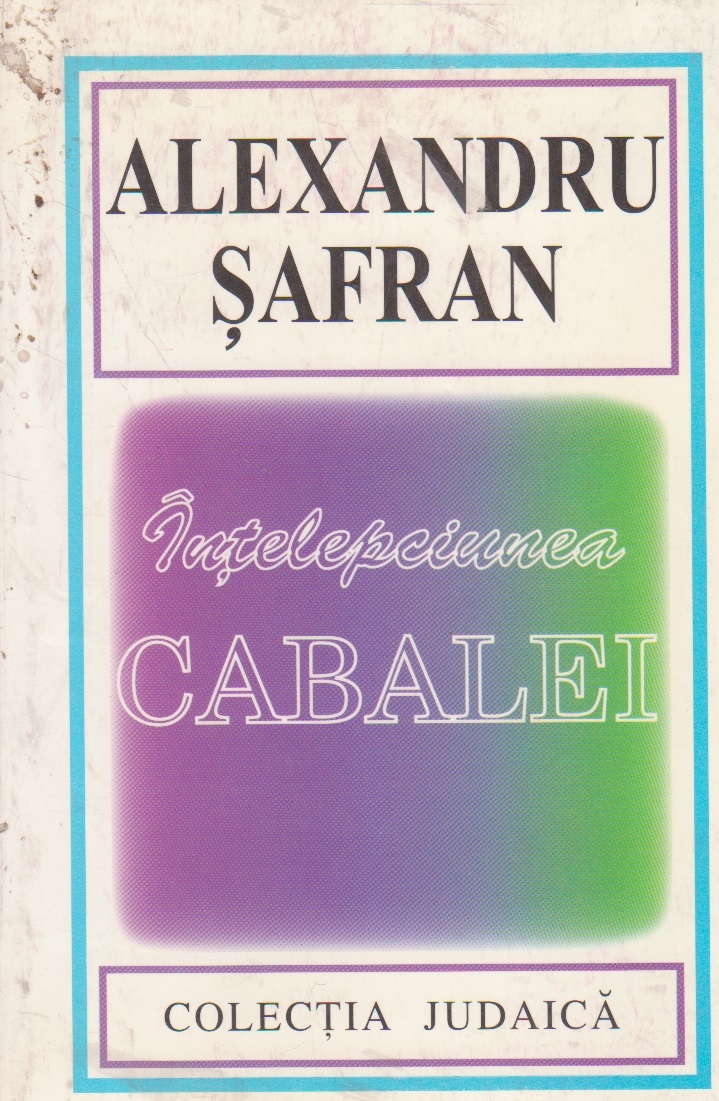 ALEXANDRU
ȘAFRAN
Înțelepciunea
CABALEI
COLECȚIA JUDAICĂ